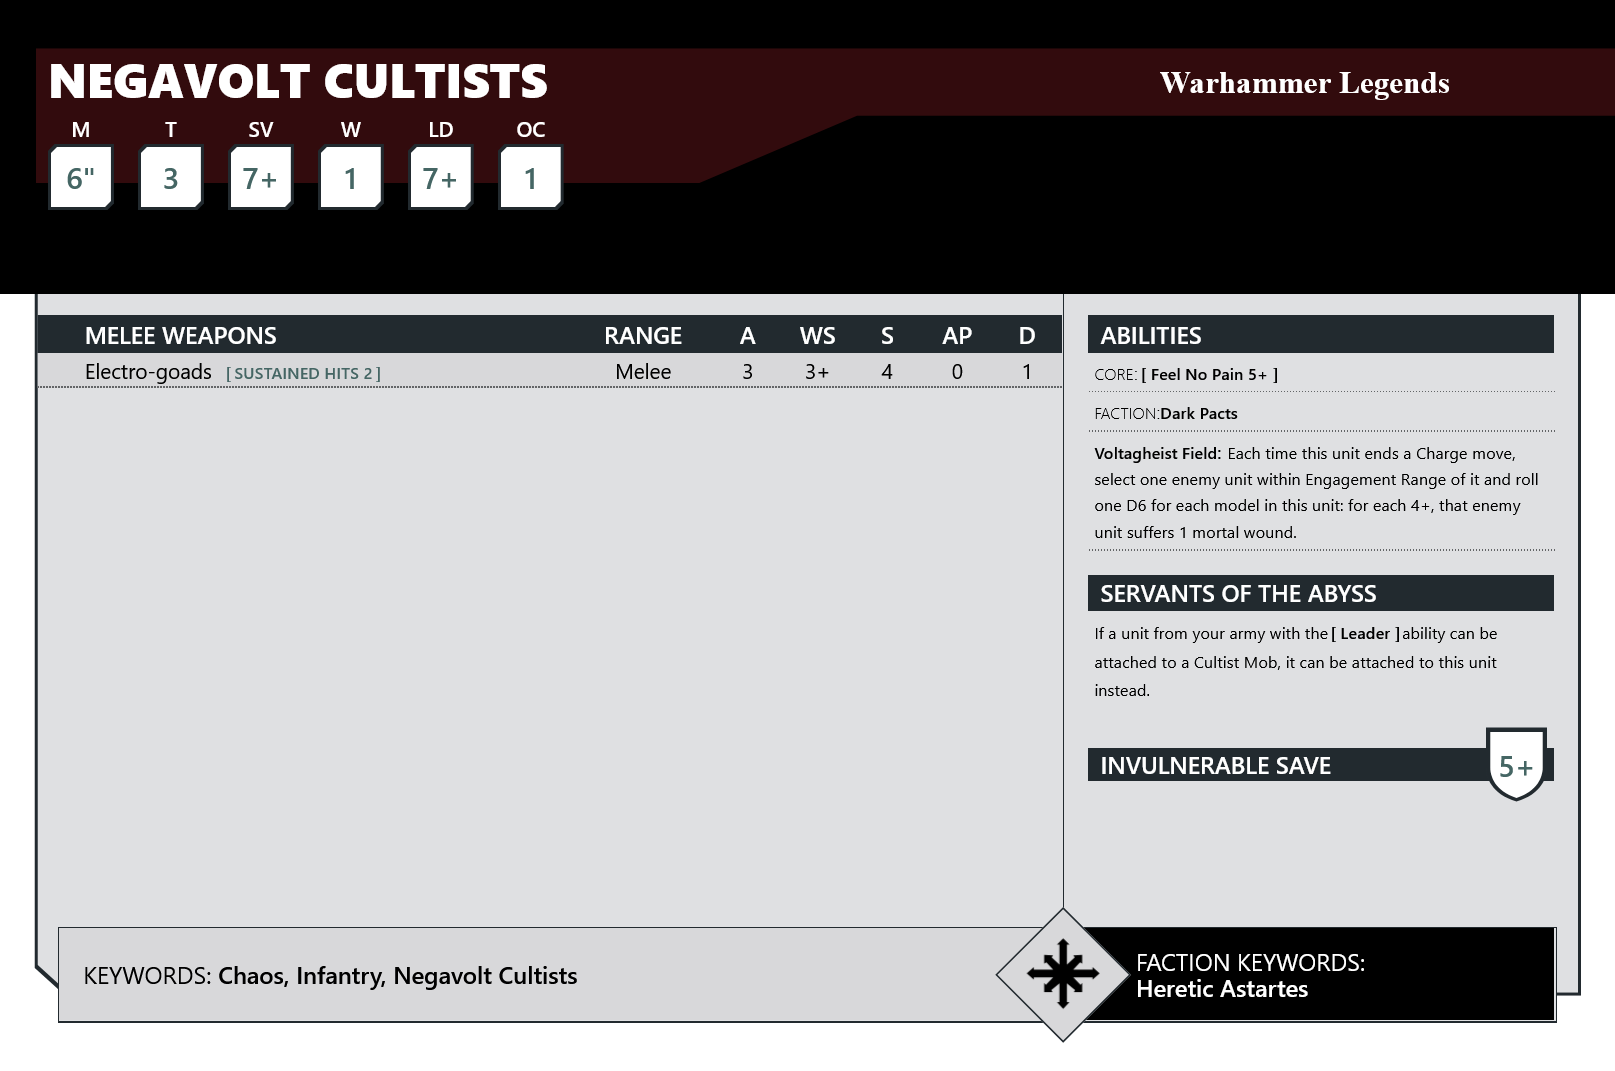 NEGAVOLT CULTISTS
Warhammer Legends
M T SV W LD OC
6" 3 7+ 1 7+ 1
MELEE WEAPONS RANGE A WS S AP D
Electro-goads [ SUSTAINED HITS 2 ] Melee 3 3+ 4 0 1
ABILITIES
CORE: [ Feel No Pain 5+ ]
FACTION:Dark Pacts
Voltagheist Field: Each time this unit ends a Charge move,
select one enemy unit within Engagement Range of it and roll
one D6 for each model in this unit: for each 4+, that enemy
unit suffers 1 mortal wound.
SERVANTS OF THE ABYSS
If a unit from your army with the [ Leader ] ability can be
attached to a Cultist Mob, it can be attached to this unit
instead.
INVULNERABLE SAVE 5+
KEYWORDS: Chaos, Infantry, Negavolt Cultists
FACTION KEYWORDS:
Heretic Astartes